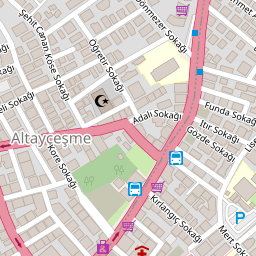 Dönmezer Sokağı
Şehit Canan Köse Sokağı
Öğretir Sokağı
Adalı Sokağı
Funda Sokağı
Itır Sokağı
Gözde Sokağı
Altayçeşme
Kore Sokağı
Kırlangıç Sokağı
Mert Sokağı
P